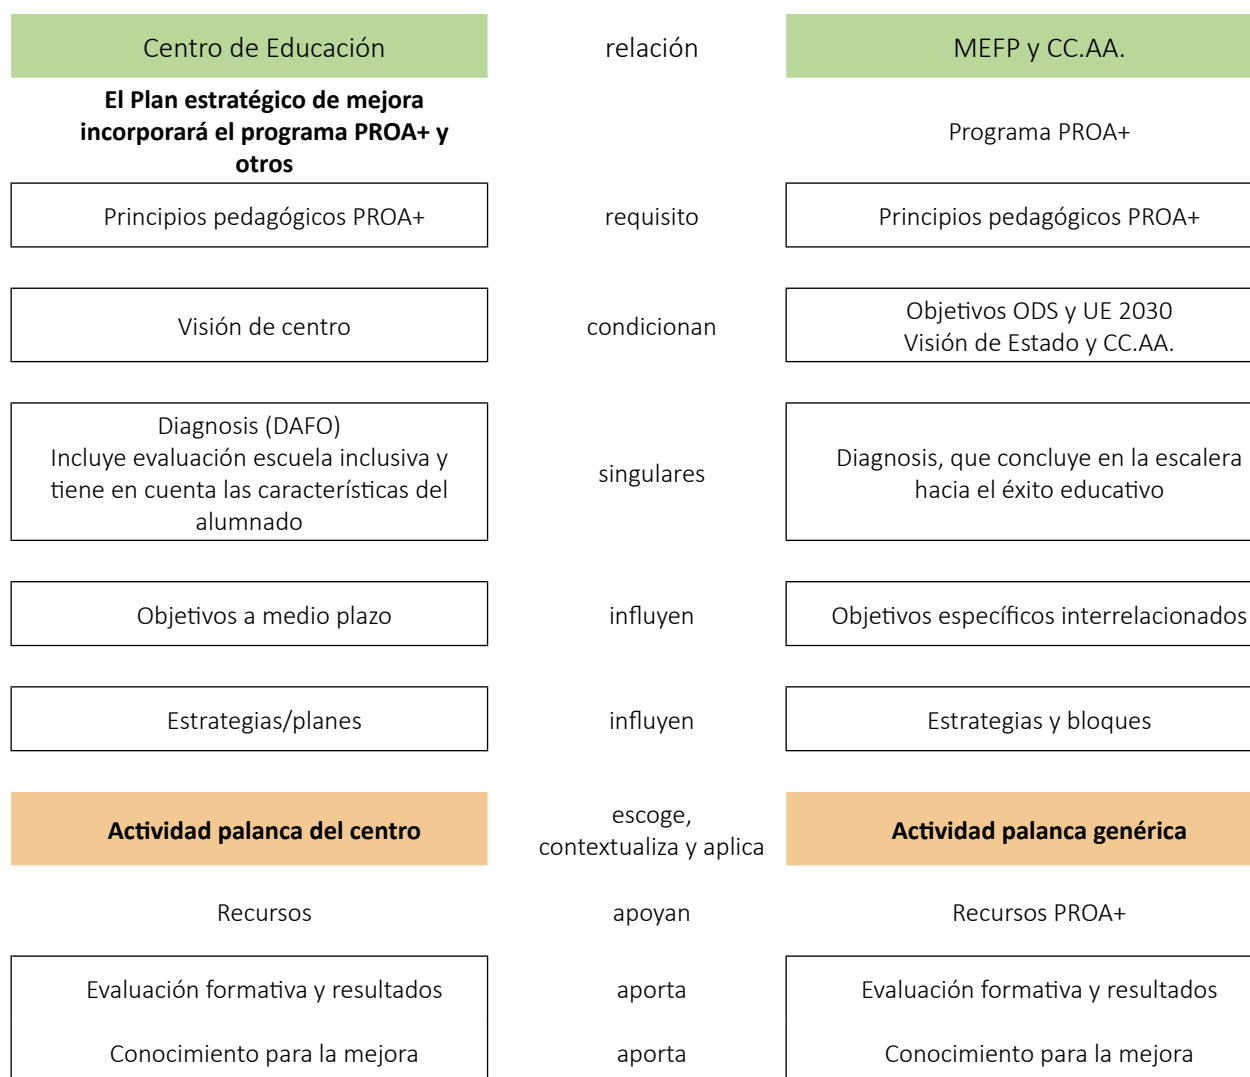 Centro de Educación relación MEFP y CC.AA.
El Plan estratégico de mejora
incorporará el programa PROA+ y
otros
Programa PROA+
Principios pedagógicos PROA+ requisito Principios pedagógicos PROA+
Visión de centro condicionan
Objetivos ODS y UE 2030
Visión de Estado y CC.AA.
Diagnosis (DAFO)
Incluye evaluación escuela inclusiva y
tiene en cuenta las características del
alumnado
singulares
Diagnosis, que concluye en la escalera
hacia el éxito educativo
Objetivos a medio plazo influyen Objetivos específicos interrelacionados
Estrategias/planes influyen Estrategias y bloques
Actividad palanca del centro
escoge,
contextualiza y aplica
Actividad palanca genérica
Recursos apoyan Recursos PROA+
Evaluación formativa y resultados aporta Evaluación formativa y resultados
Conocimiento para la mejora aporta Conocimiento para la mejora